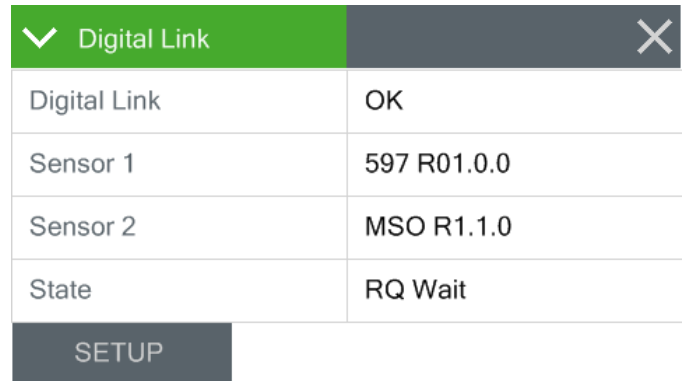 Digital Link
Digital Link OK
Sensor 1 597 R01.0.0
Sensor 2 MSO R1.1.0
State RQ Wait
SETUP